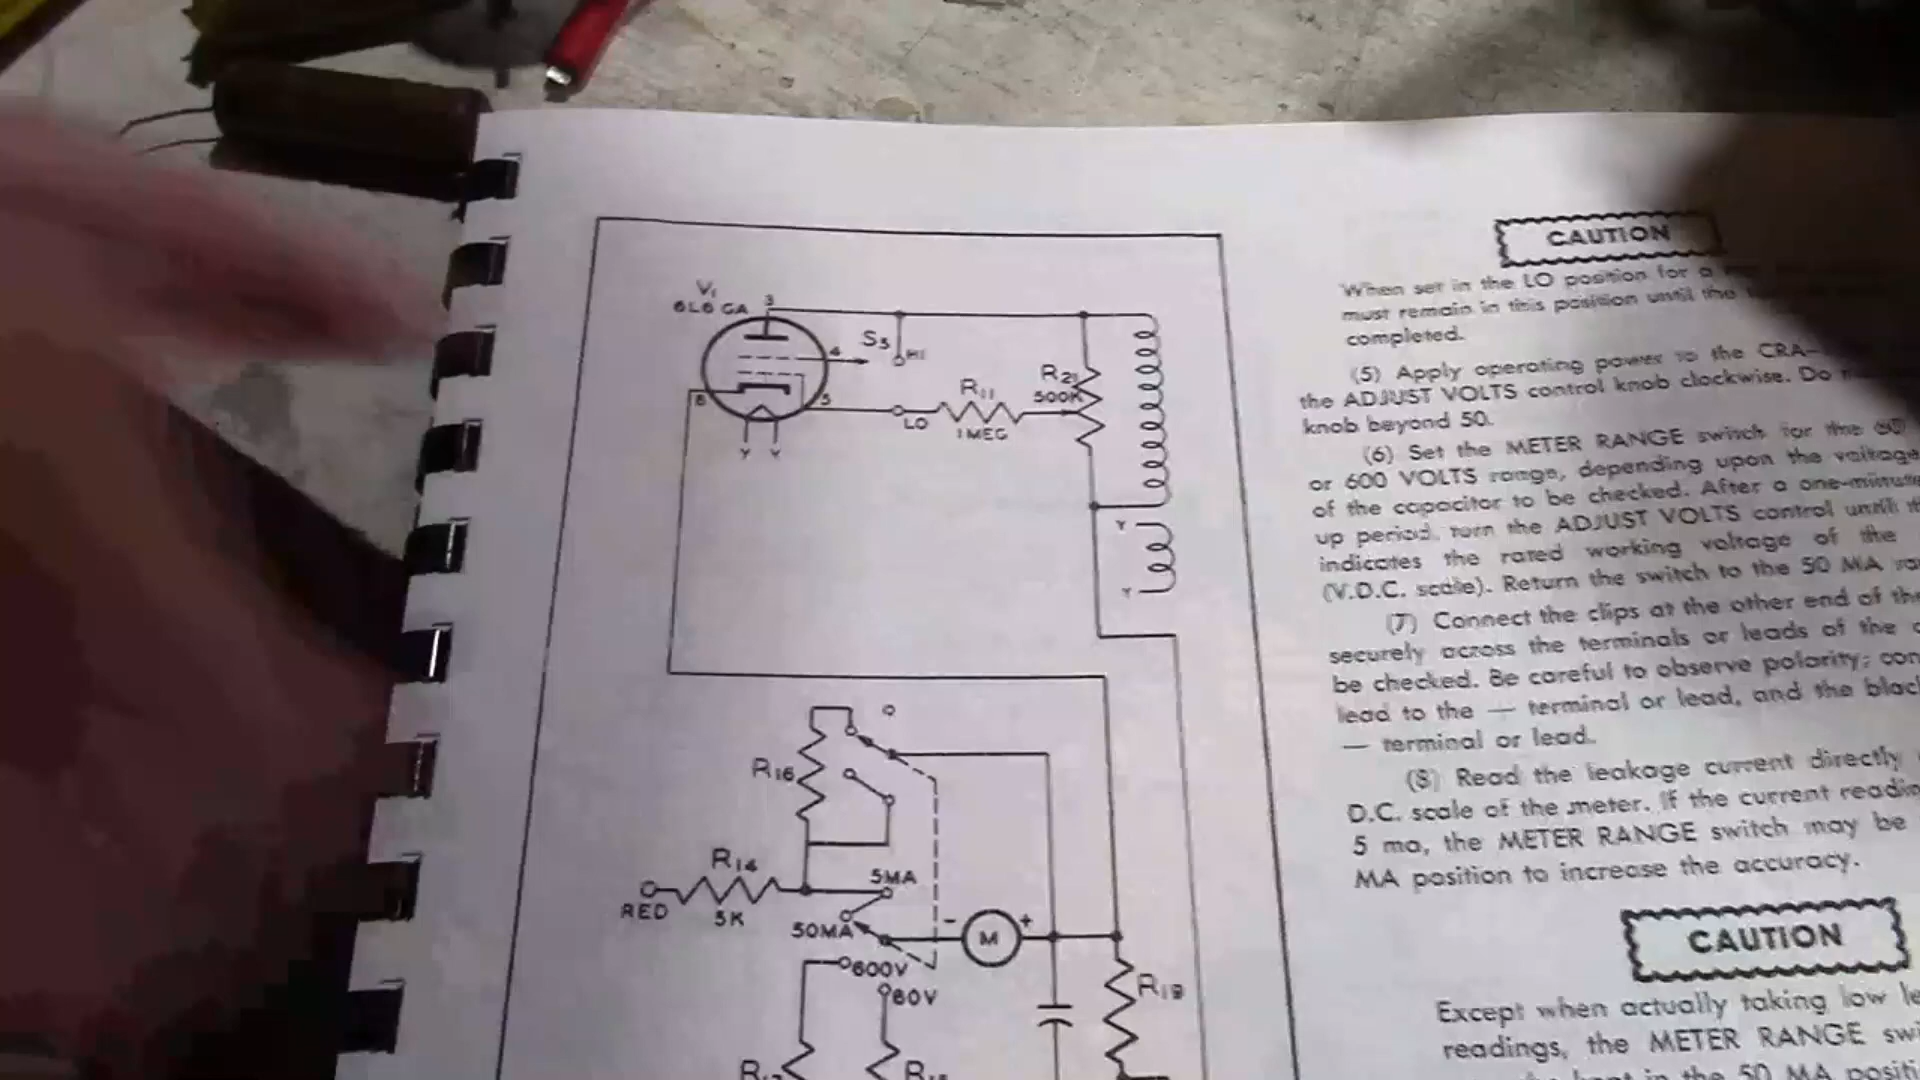 V1
6L6 GA
3
4
S3
HI
8
5
LO
R11
1 MEG
R21
500K
Y Y
Y
Y
R16
R14
5K
RED
5MA
50MA
600V
60V
- M +
R19
CAUTION
When set in the LO position for a
must remain in this position until the
completed.
(5) Apply operating power to the CRA-
the ADJUST VOLTS control knob clockwise. Do
knob beyond 50.
(6) Set the METER RANGE switch for the 60
or 600 VOLTS range, depending upon the voltage
of the capacitor to be checked. After a one-minute
up period, turn the ADJUST VOLTS control until
indicates the rated working voltage of the
(V.D.C. scale). Return the switch to the 50 MA
(7) Connect the clips at the other end of the
securely across the terminals or leads of the
be checked. Be careful to observe polarity;
lead to the — terminal or lead, and the black
— terminal or lead.
(8) Read the leakage current directly
D.C. scale of the meter. If the current
5 ma, the METER RANGE switch may be
MA position to increase the accuracy.
CAUTION
Except when actually taking low
readings, the METER RANGE
in the 50 MA